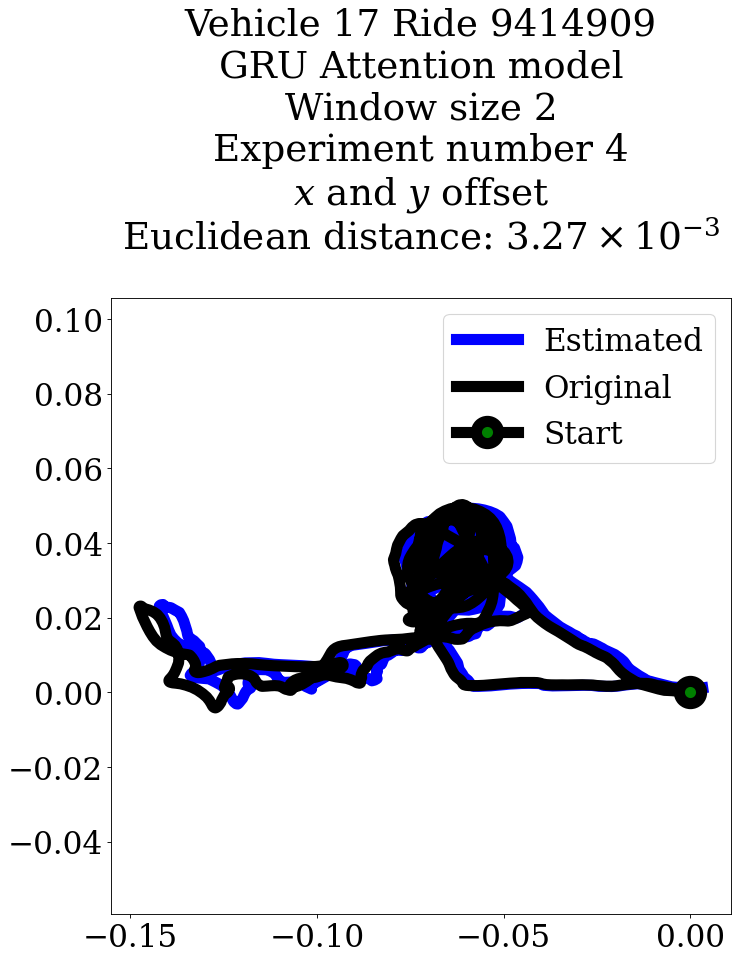 Vehicle 17 Ride 9414909
GRU Attention model
Window size 2
Experiment number 4
x and y offset
Euclidean distance: 3.27 × 10⁻³
Estimated
Original
Start
0.10
0.08
0.06
0.04
0.02
0.00
−0.02
−0.04
−0.15
−0.10
−0.05
0.00